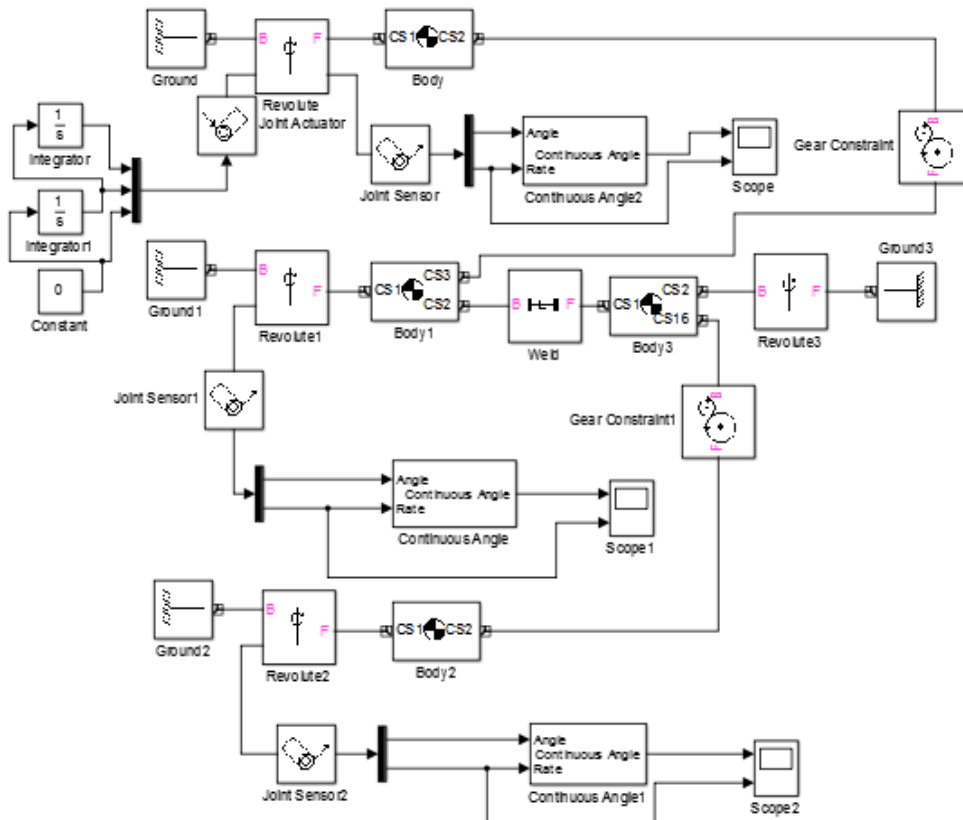 B
F
CS1
CS2
Ground
Revolute
Body
Joint Actuator
1
s
Integrator
Angle
Continuous Angle
Rate
B
F
Gear Constraint
Joint Sensor
Continuous Angle2
Scope
1
s
Integrator1
0
Constant
Ground1
B
F
Revolute1
CS1
CS3
CS2
Body1
B
F
Weld
CS1
CS2
CS16
Body3
B
F
Revolute3
Ground3
Joint Sensor1
B
F
Gear Constraint1
Angle
Continuous Angle
Rate
Continuous Angle
Scope1
Ground2
B
F
Revolute2
CS1
CS2
Body2
Joint Sensor2
Angle
Continuous Angle
Rate
Continuous Angle1
Scope2